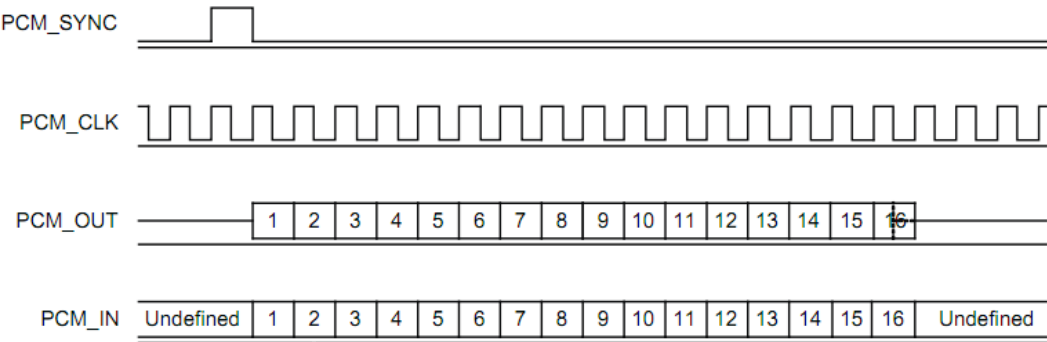 PCM_SYNC
PCM_CLK
PCM_OUT 1 2 3 4 5 6 7 8 9 10 11 12 13 14 15 16
PCM_IN Undefined 1 2 3 4 5 6 7 8 9 10 11 12 13 14 15 16 Undefined